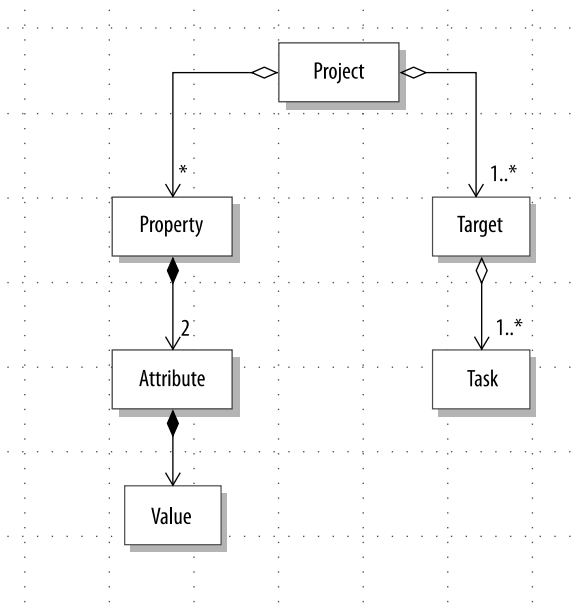 Project
*
1..*
Property
Target
2
1..*
Attribute
Task
Value